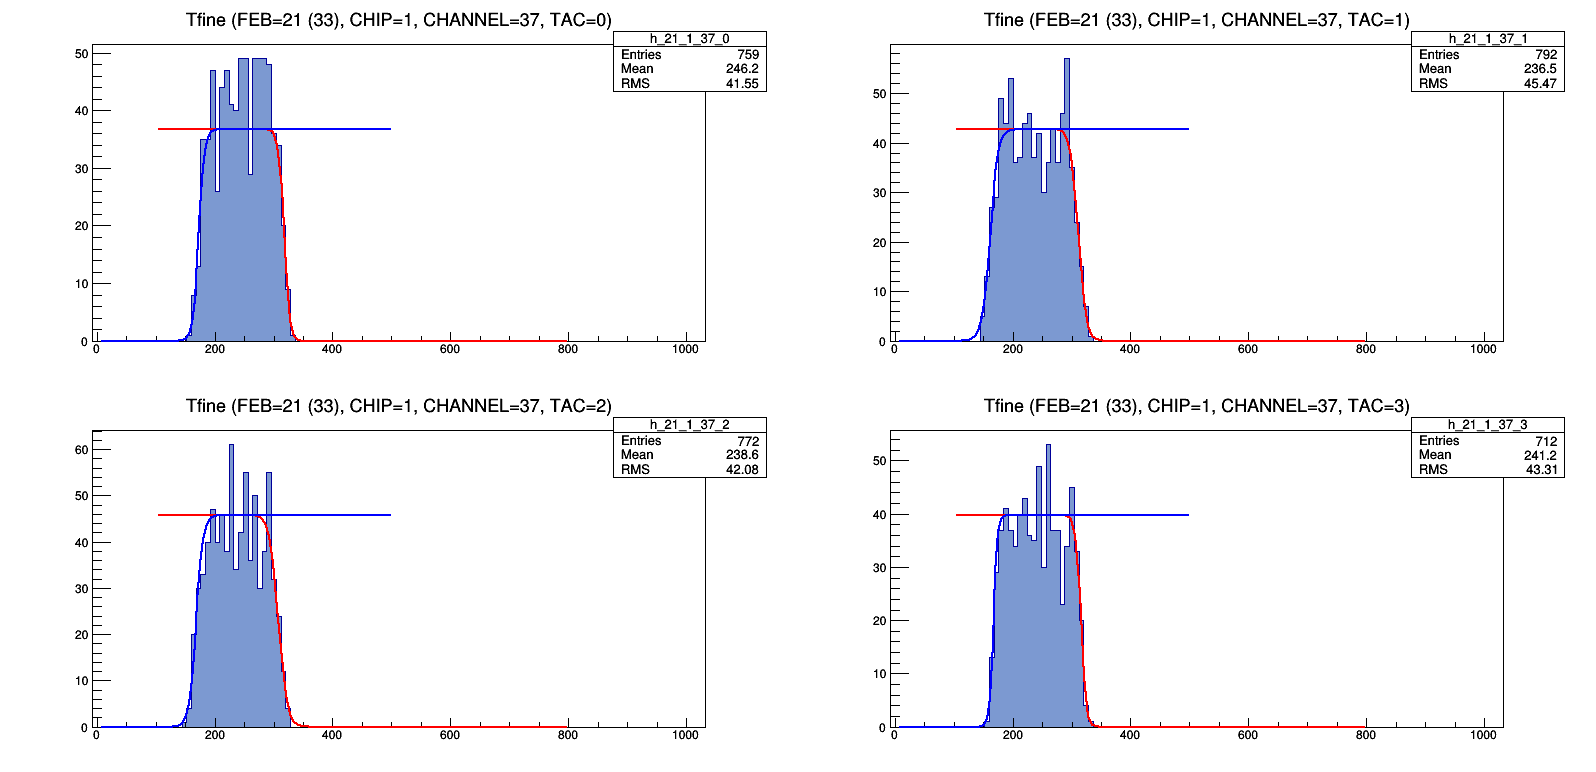 Tfine (FEB=21 (33), CHIP=1, CHANNEL=37, TAC=0)
h_21_1_37_0
Entries 759
Mean 246.2
RMS 41.55
50
40
30
20
10
0
0 200 400 600 800 1000
Tfine (FEB=21 (33), CHIP=1, CHANNEL=37, TAC=1)
h_21_1_37_1
Entries 792
Mean 236.5
RMS 45.47
50
40
30
20
10
0
0 200 400 600 800 1000
Tfine (FEB=21 (33), CHIP=1, CHANNEL=37, TAC=2)
h_21_1_37_2
Entries 772
Mean 238.6
RMS 42.08
60
50
40
30
20
10
0
0 200 400 600 800 1000
Tfine (FEB=21 (33), CHIP=1, CHANNEL=37, TAC=3)
h_21_1_37_3
Entries 712
Mean 241.2
RMS 43.31
50
40
30
20
10
0
0 200 400 600 800 1000